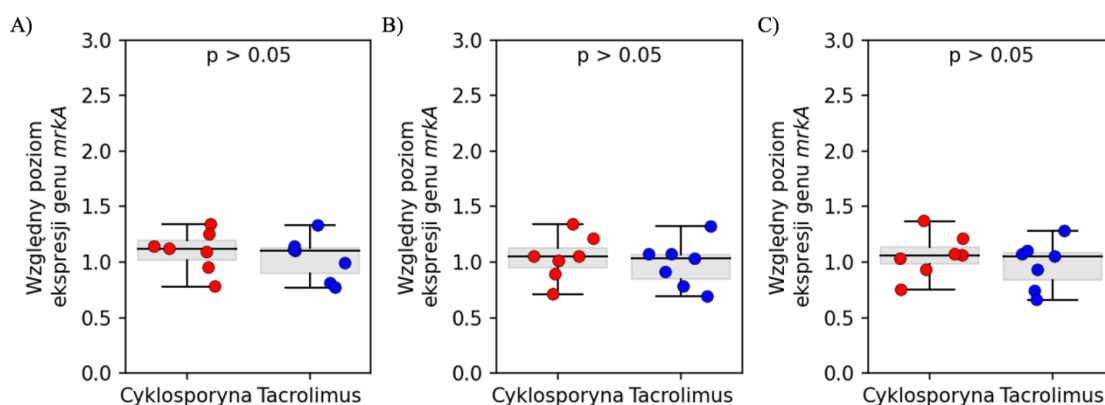 A)
p > 0.05
Względny poziom
ekspresji genu mrkA
3.0
2.5
2.0
1.5
1.0
0.5
0.0
Cyklosporyna Tacrolimus
B)
p > 0.05
Względny poziom
ekspresji genu mrkA
3.0
2.5
2.0
1.5
1.0
0.5
0.0
Cyklosporyna Tacrolimus
C)
p > 0.05
Względny poziom
ekspresji genu mrkA
3.0
2.5
2.0
1.5
1.0
0.5
0.0
Cyklosporyna Tacrolimus